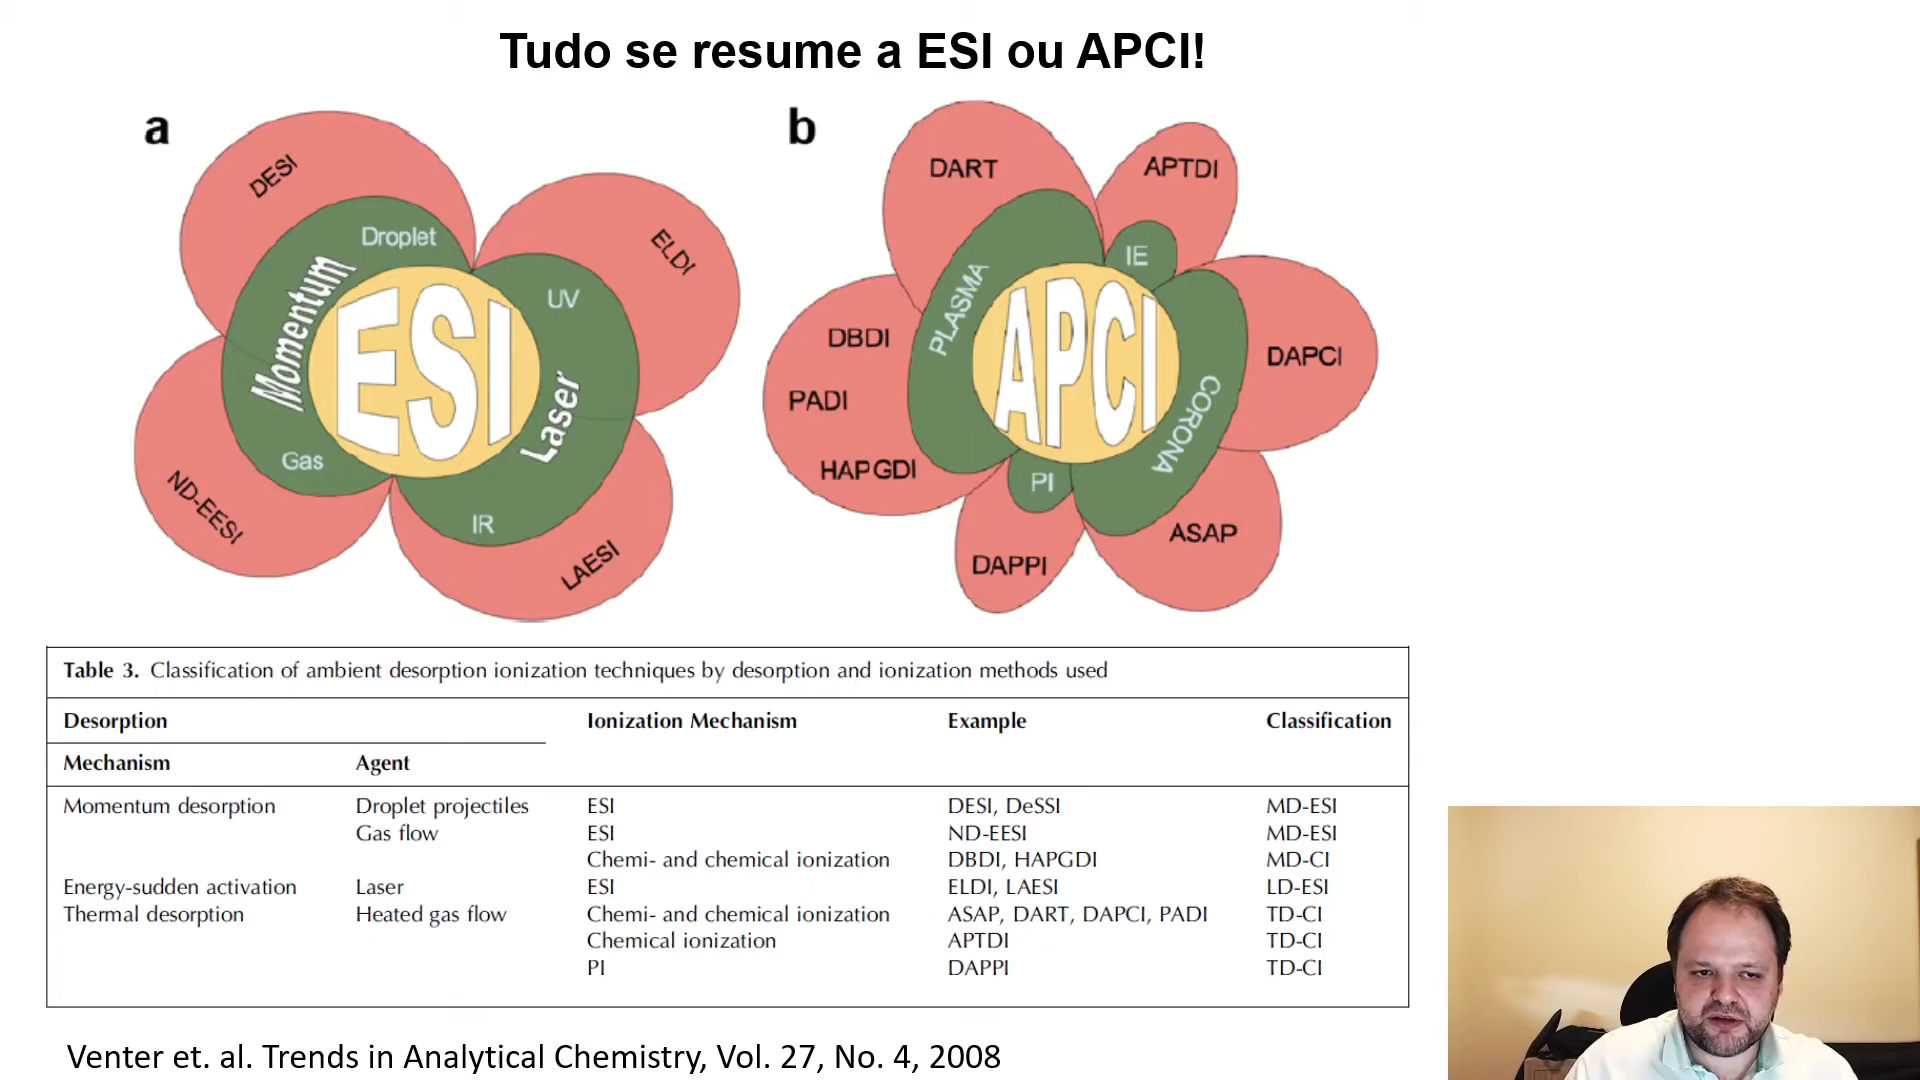 Tudo se resume a ESI ou APCI!
a
DESI
Droplet
Momentum
ESI
Gas
ND-EESI
UV
ELDI
Laser
IR
LAESI
b
DART
APTDI
IE
PLASMA
APCI
CORONA
DBDI
PADI
HAPGDI
DAPCI
PI
DAPPI
ASAP
Table 3. Classification of ambient desorption ionization techniques by desorption and ionization methods used
Desorption Ionization Mechanism Example Classification
Mechanism Agent
Momentum desorption Droplet projectiles ESI DESI, DeSSI MD-ESI
Gas flow ESI ND-EESI MD-ESI
Chemi- and chemical ionization DBDI, HAPGDI MD-CI
Energy-sudden activation Laser ESI ELDI, LAESI LD-ESI
Thermal desorption Heated gas flow Chemi- and chemical ionization ASAP, DART, DAPCI, PADI TD-CI
Chemical ionization APTDI TD-CI
PI DAPPI TD-CI
Venter et. al. Trends in Analytical Chemistry, Vol. 27, No. 4, 2008